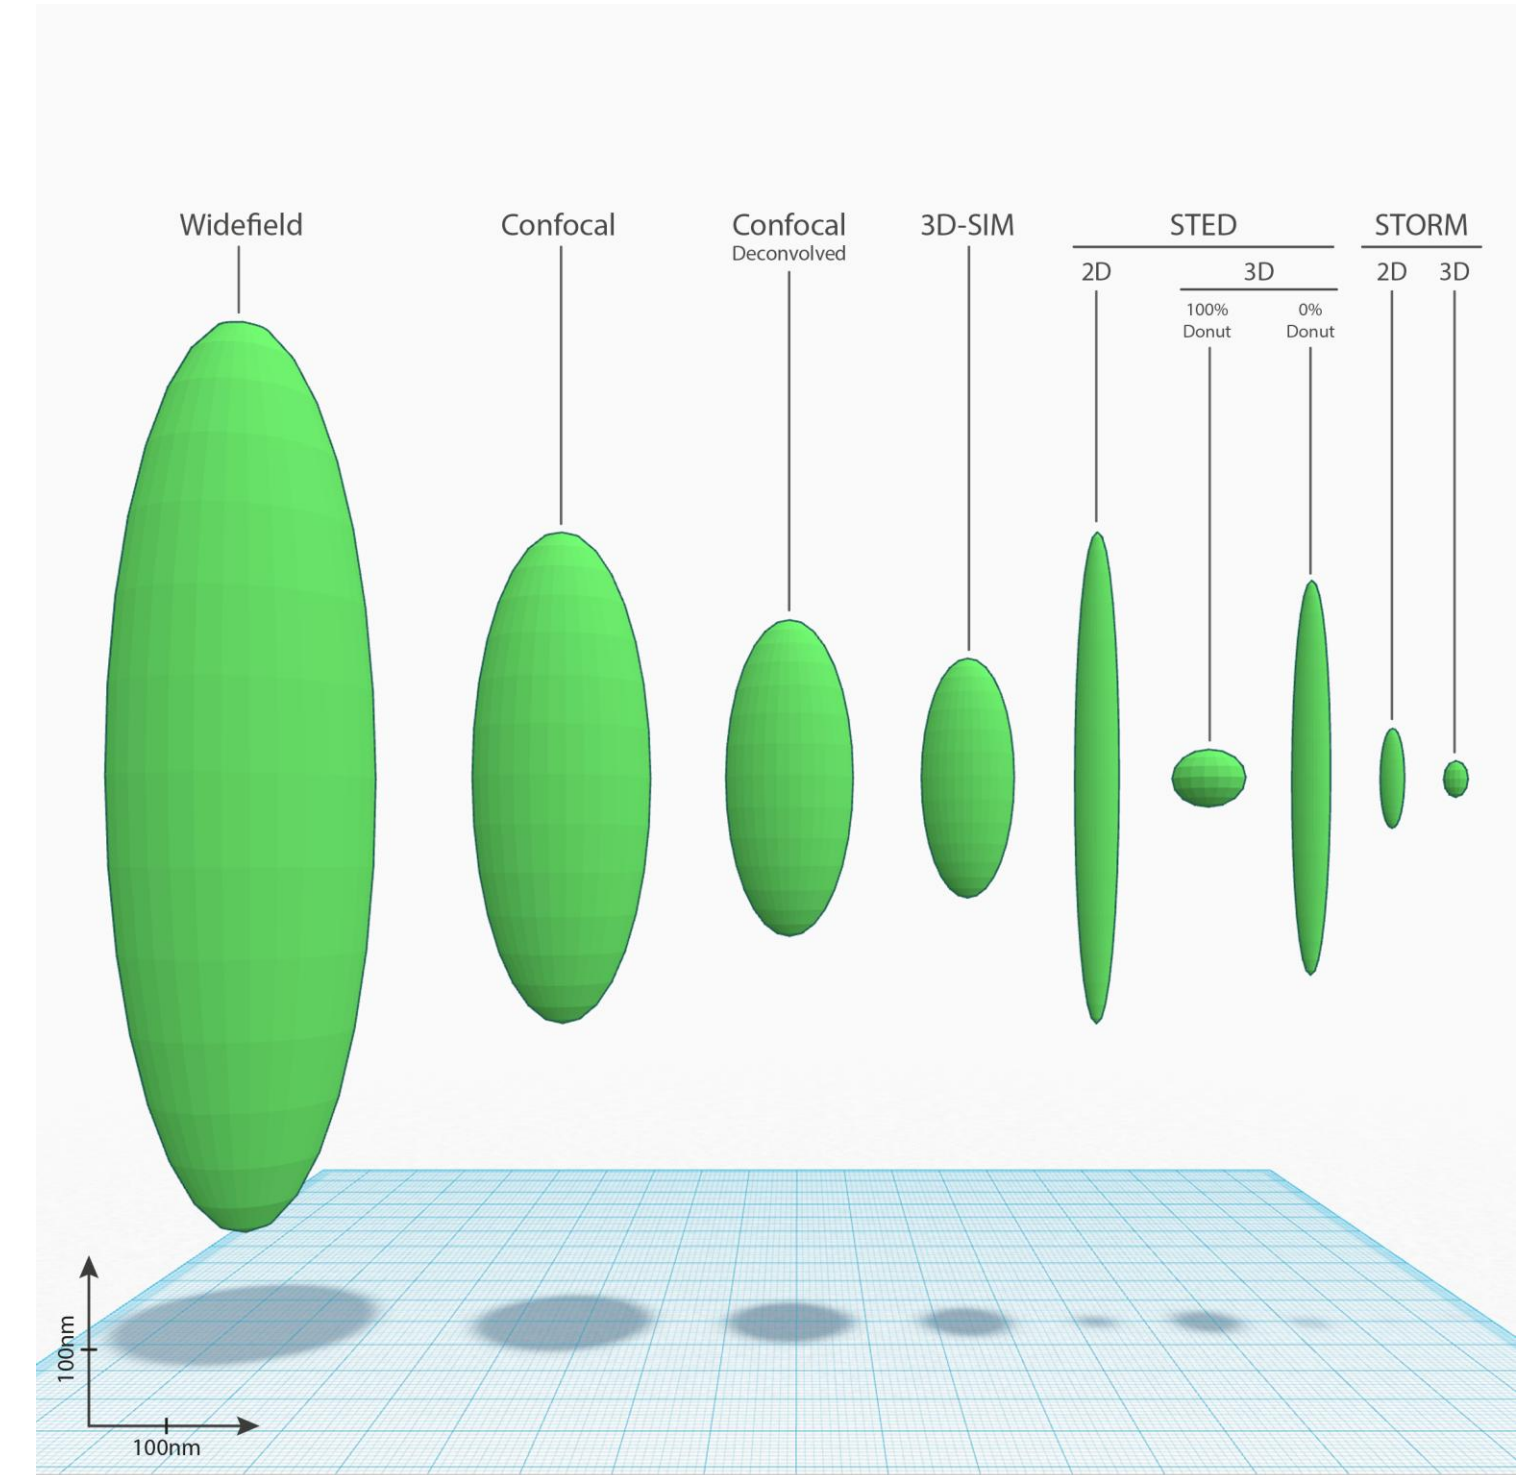 Widefield
Confocal
Confocal
Deconvolved
3D-SIM
STED
2D
3D
100%
Donut
0%
Donut
STORM
2D
3D
100nm
100nm